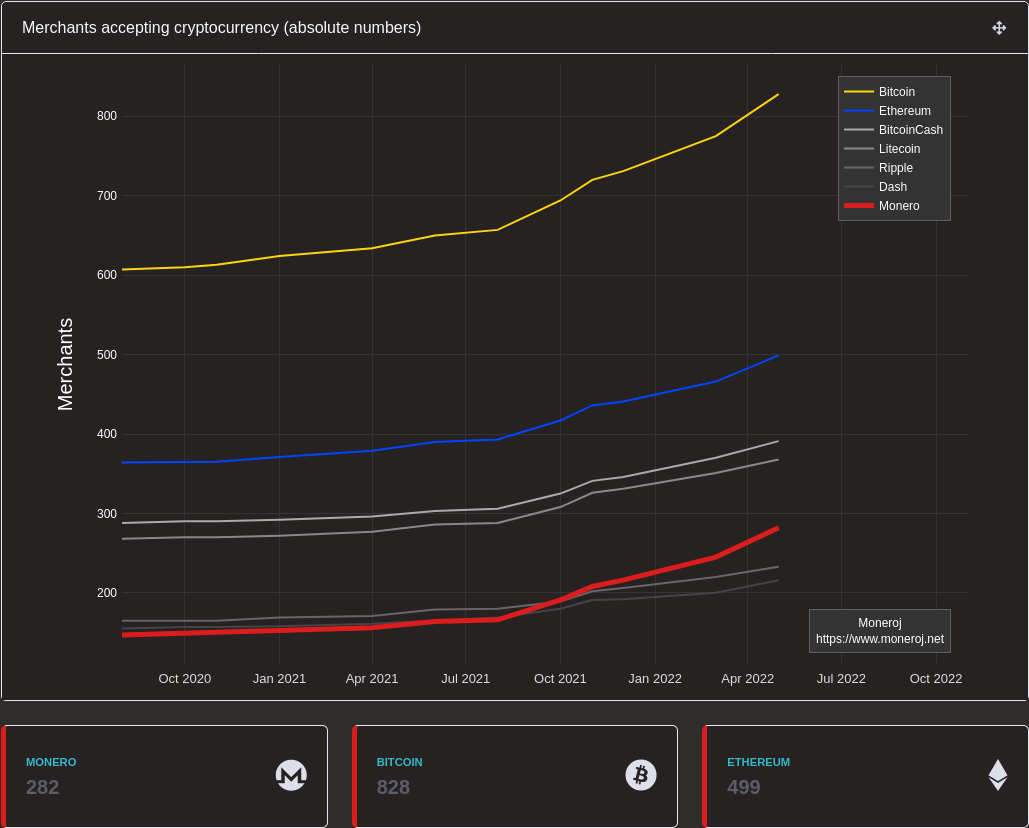 Merchants accepting cryptocurrency (absolute numbers)
Bitcoin
Ethereum
BitcoinCash
Litecoin
Ripple
Dash
Monero
800
700
600
500
400
300
200
Merchants
Moneroj
https://www.moneroj.net
Oct 2020 Jan 2021 Apr 2021 Jul 2021 Oct 2021 Jan 2022 Apr 2022 Jul 2022 Oct 2022
MONERO
282
BITCOIN
828
ETHEREUM
499